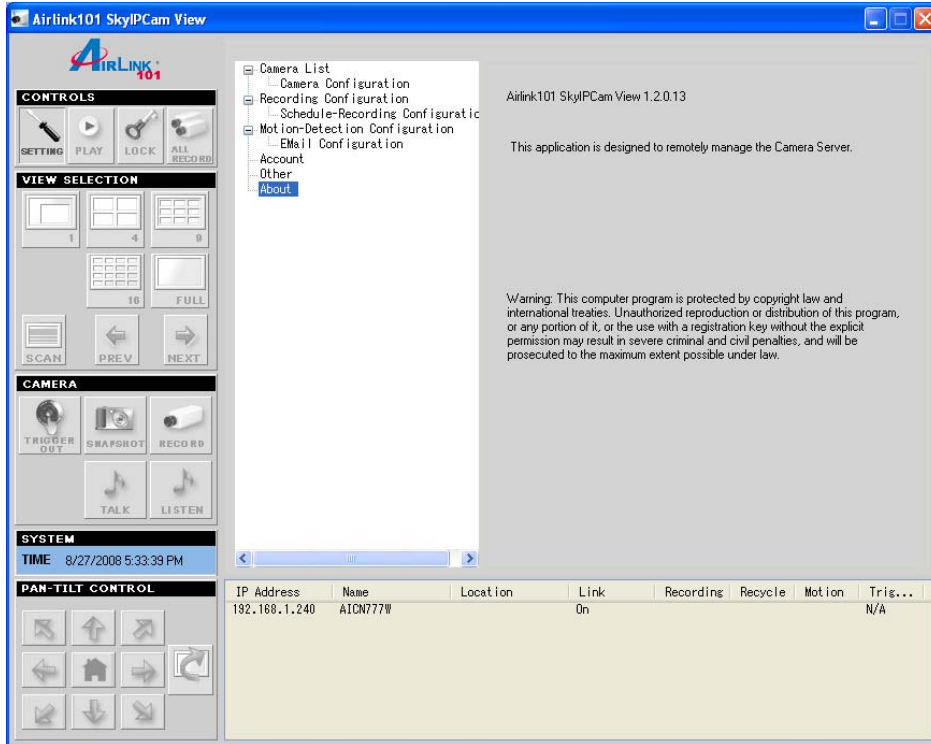 Airlink101 SkyIPCam View
AIRLINK
101
CONTROLS
SETTING
PLAY
LOCK
ALL
RECORD
VIEW SELECTION
1
4
9
16
FULL
SCAN
PREV
NEXT
CAMERA
TRIGGER
OUT
SNAPSHOT
RECORD
TALK
LISTEN
SYSTEM
TIME 8/27/2008 5:33:39 PM
PAN-TILT CONTROL
Camera List
Camera Configuration
Recording Configuration
Schedule-Recording Configuratic
Motion-Detection Configuration
EMail Configuration
Account
Other
About
Airlink101 SkyIPCam View 1.2.0.13
This application is designed to remotely manage the Camera Server.
Warning: This computer program is protected by copyright law and
international treaties. Unauthorized reproduction or distribution of this program,
or any portion of it, or the use with a registration key without the explicit
permission may result in severe criminal and civil penalties, and will be
prosecuted to the maximum extent possible under law.
IP Address Name Location Link Recording Recycle Motion Trig...
192.168.1.240 AICN777W On N/A